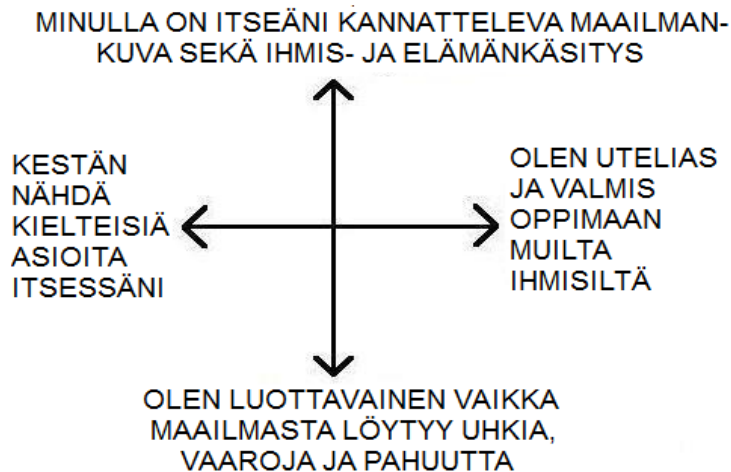 MINULLA ON ITSEÄNI KANNATTELEVA MAAILMAN-
KUVA SEKÄ IHMIS- JA ELÄMÄNKÄSITYS
KESTÄN
NÄHDÄ
KIELTEISIÄ
ASIOITA
ITSESSÄNI
OLEN UTELIAS
JA VALMIS
OPPIMAAN
MUILTA
IHMISILTÄ
OLEN LUOTTAVAINEN VAIKKA
MAAILMASTA LÖYTYY UHKIA,
VAAROJA JA PAHUUTTA